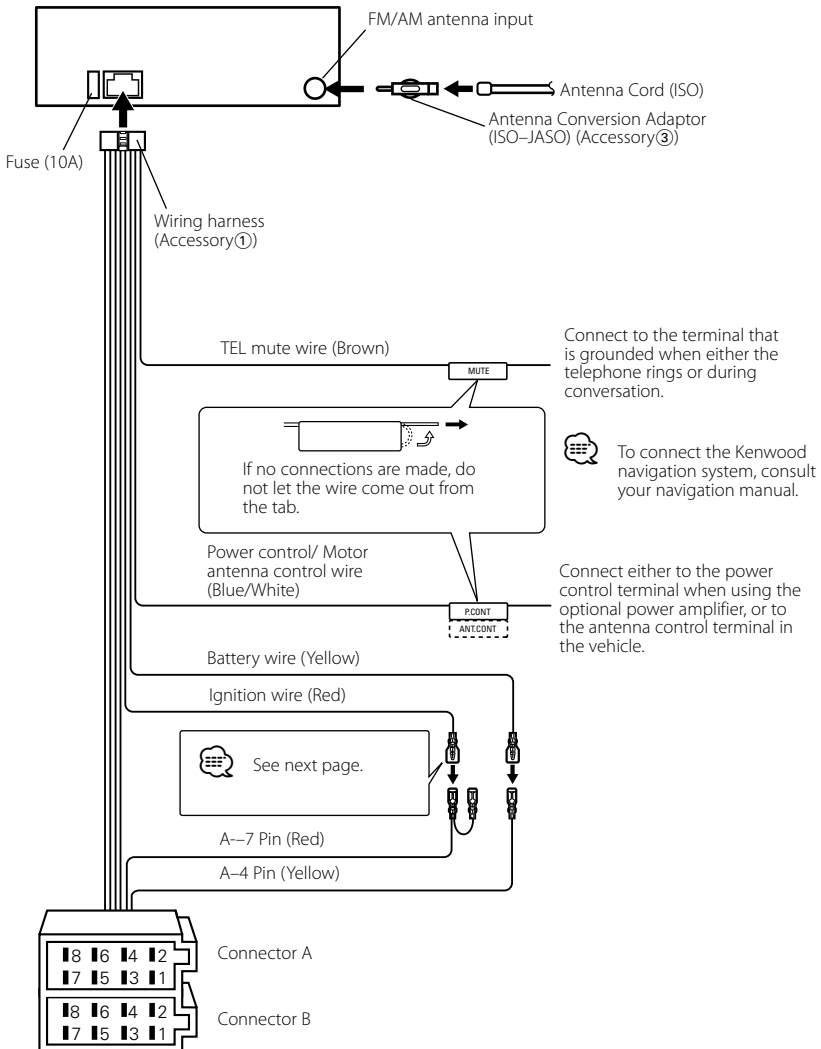 FM/AM antenna input
Antenna Cord (ISO)
Antenna Conversion Adaptor
(ISO–JASO) (Accessory③)
Fuse (10A)
Wiring harness
(Accessory①)
TEL mute wire (Brown)
MUTE
Connect to the terminal that
is grounded when either the
telephone rings or during
conversation.
If no connections are made, do
not let the wire come out from
the tab.
To connect the Kenwood
navigation system, consult
your navigation manual.
Power control/ Motor
antenna control wire
(Blue/White)
P.CONT
ANT.CONT
Connect either to the power
control terminal when using the
optional power amplifier, or to
the antenna control terminal in
the vehicle.
Battery wire (Yellow)
Ignition wire (Red)
See next page.
A-–7 Pin (Red)
A–4 Pin (Yellow)
8 6 4 2
7 5 3 1
Connector A
8 6 4 2
7 5 3 1
Connector B